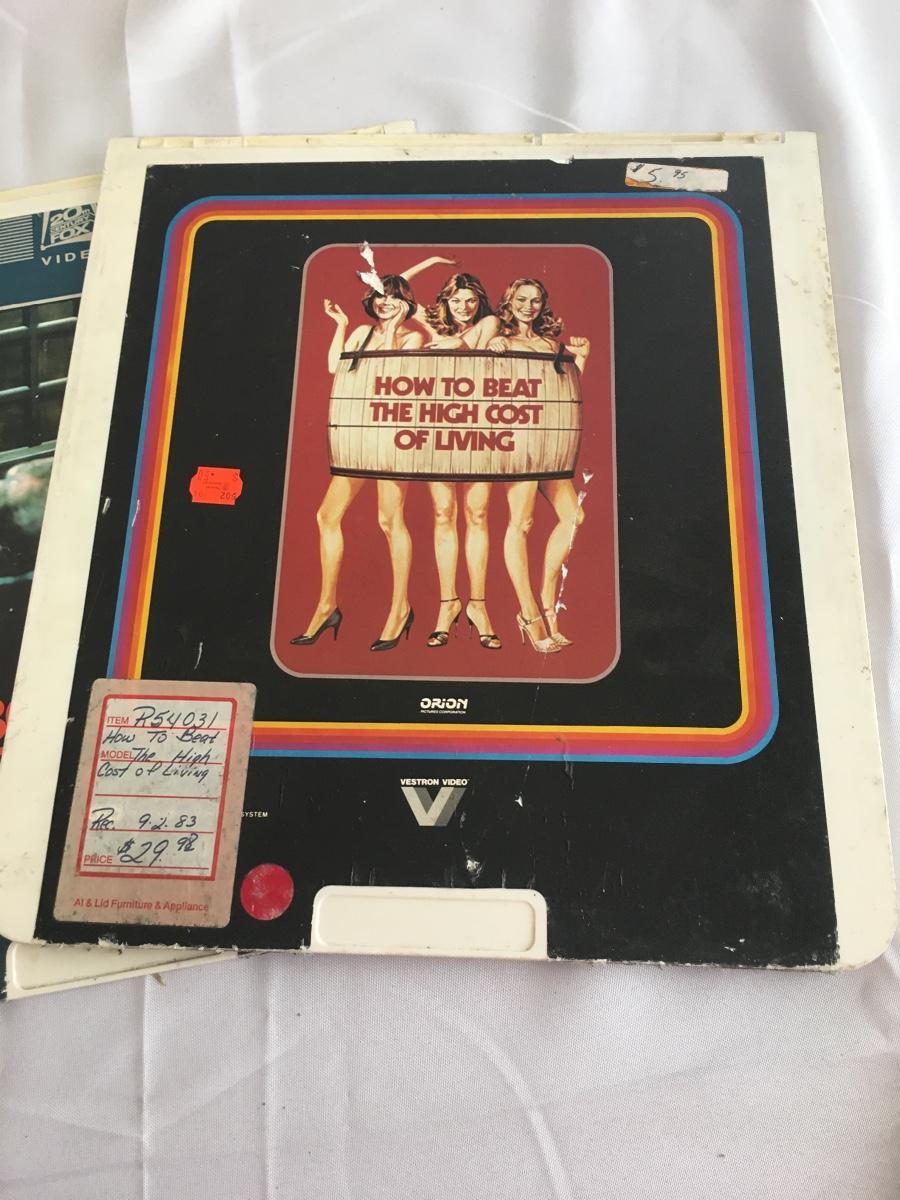 20th
CENTURY
FOX
VIDE
$5.95
HOW TO BEAT
THE HIGH COST
OF LIVING
20¢
ORION
PICTURES CORPORATION
VESTRON VIDEO
V
SYSTEM
ITEM R54031
How To Beat
MODEL The High
Cost of Living
Rec. 9.2.83
PRICE $29.98
Al & Lid Furniture & Appliance